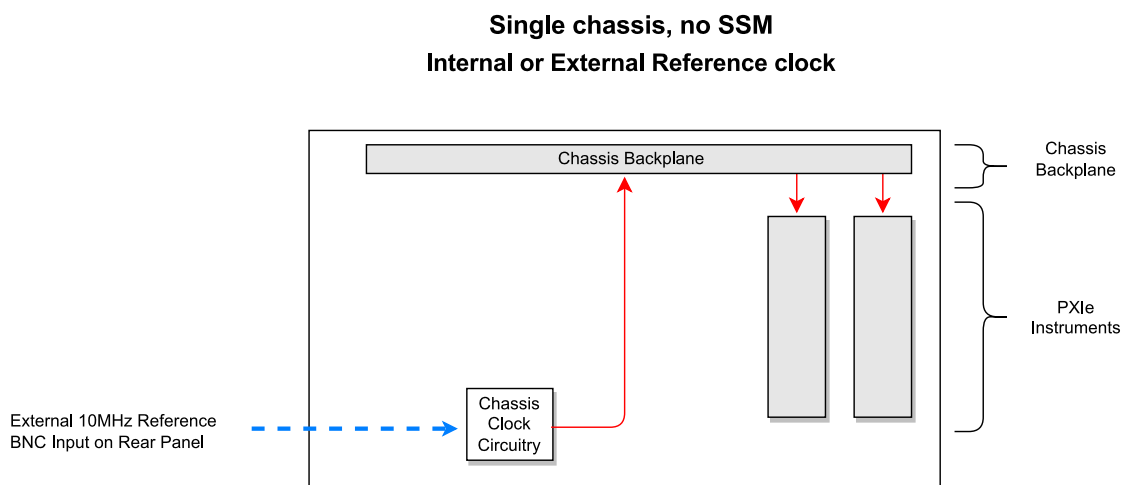 Single chassis, no SSM
Internal or External Reference clock
Chassis Backplane
Chassis
Backplane
PXIe
Instruments
Chassis
Clock
Circuitry
External 10MHz Reference
BNC Input on Rear Panel